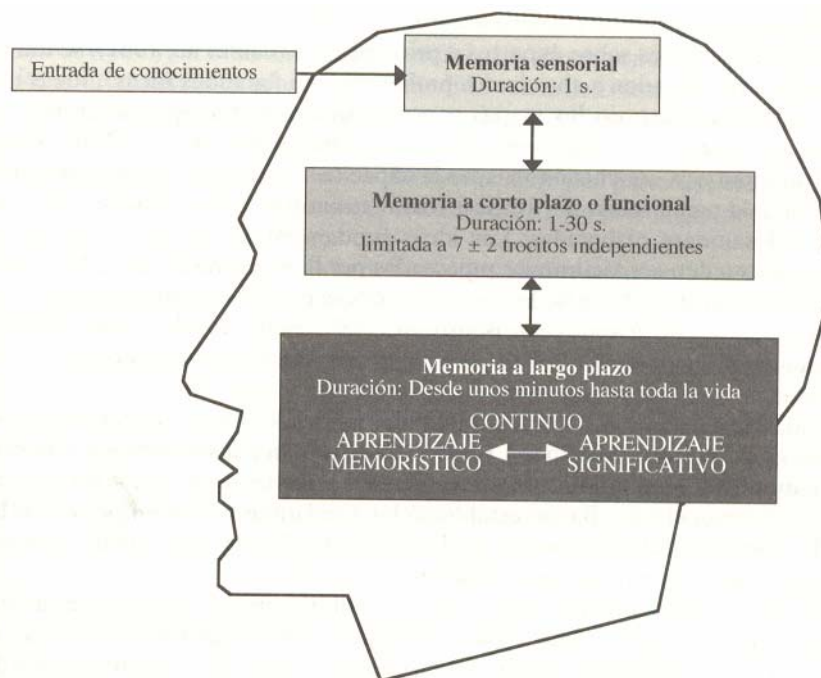 Entrada de conocimientos
Memoria sensorial
Duración: 1 s.
Memoria a corto plazo o funcional
Duración: 1-30 s.
limitada a 7 ± 2 trocitos independientes
Memoria a largo plazo
Duración: Desde unos minutos hasta toda la vida
CONTINUO
APRENDIZAJE
MEMORÍSTICO
APRENDIZAJE
SIGNIFICATIVO